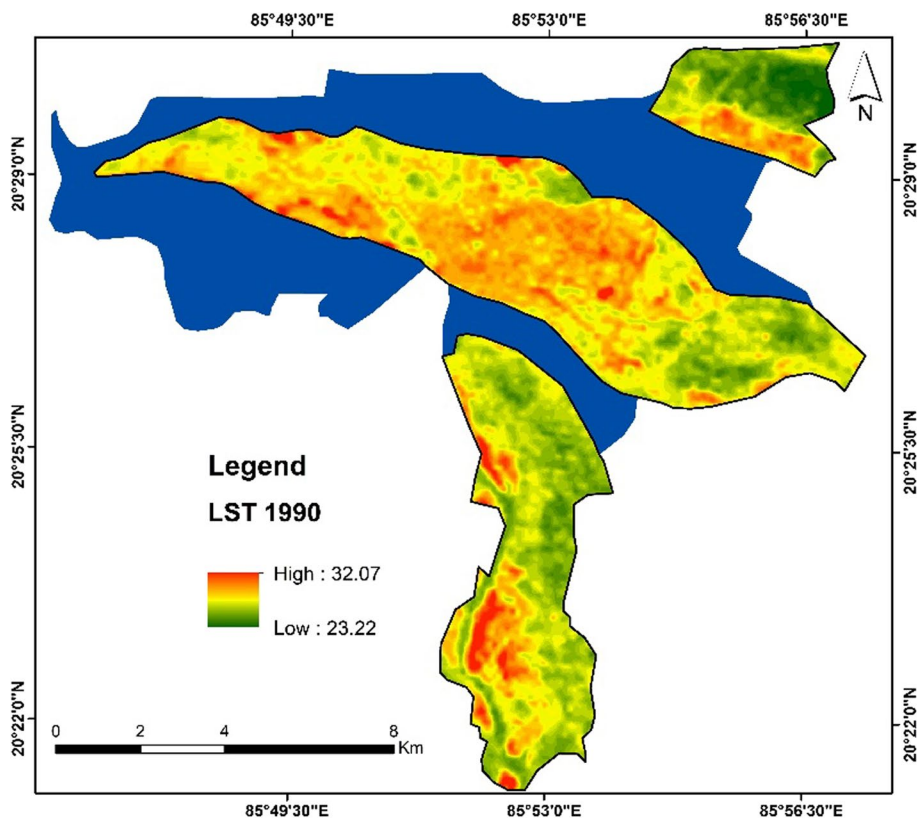 85°49'30"E 85°53'0"E 85°56'30"E
N
20°29'0"N 20°29'0"N
20°25'30"N 20°25'30"N
Legend
LST 1990
High : 32.07
Low : 23.22
20°22'0"N 20°22'0"N
0 2 4 8
Km
85°49'30"E 85°53'0"E 85°56'30"E